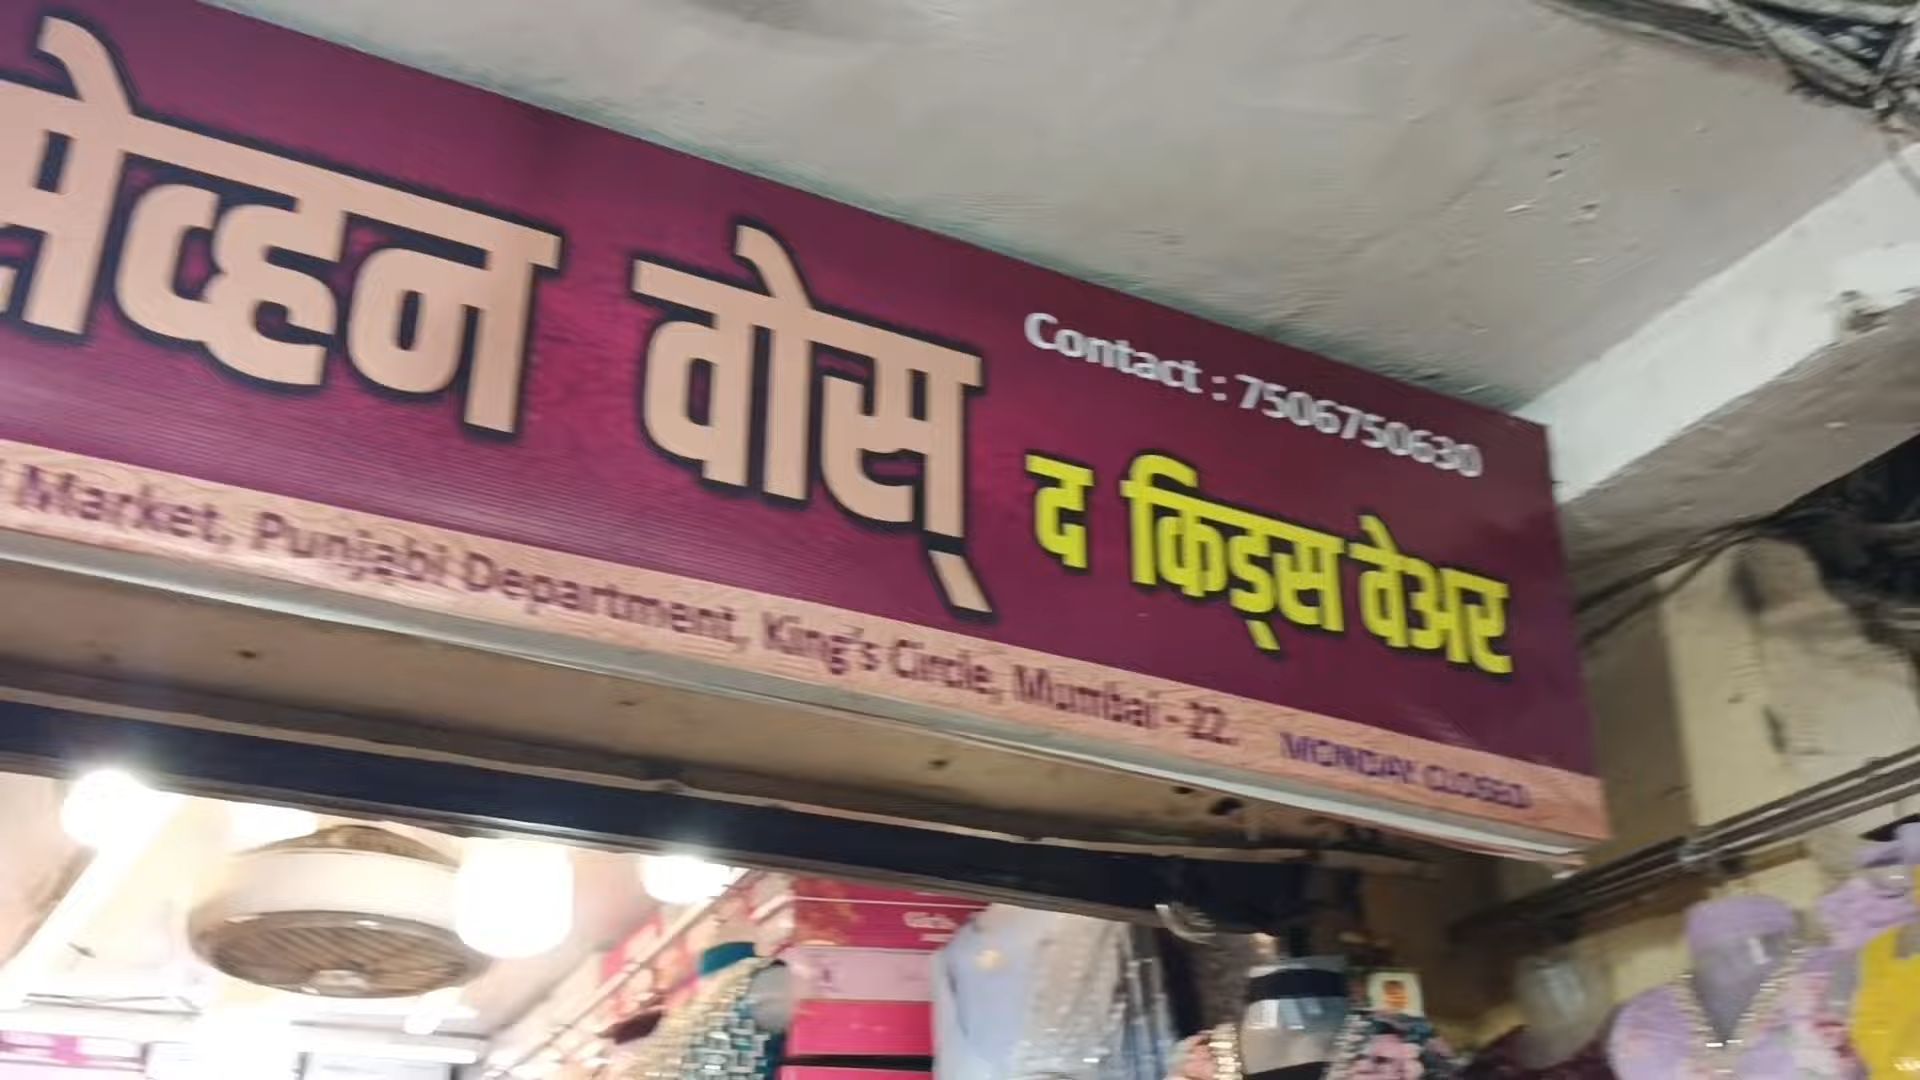 सेव्हन वोस्
Contact : 7506750630
द किड्स वेअर
Market, Punjabi Department, King's Circle, Mumbai - 22.
MONDAY CLOSED